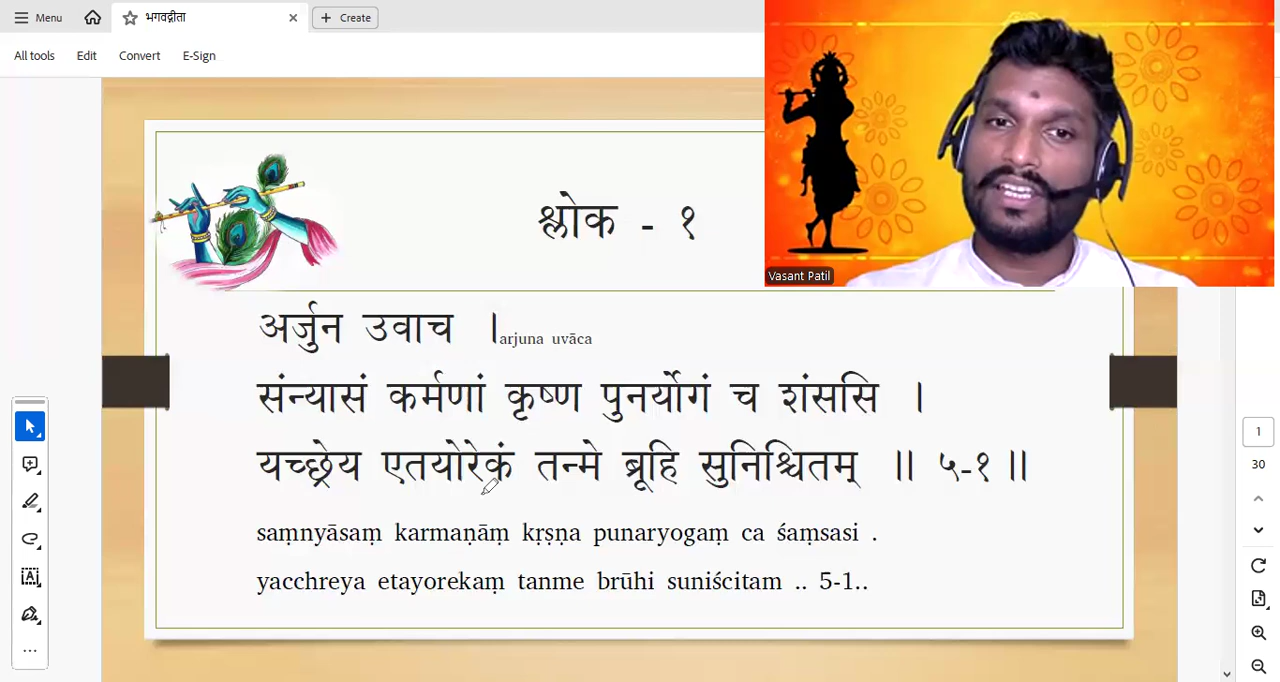 Menu
भगवद्गीता
Create
All tools Edit Convert E-Sign
श्लोक - १
Vasant Patil
अर्जुन उवाच । arjuna uvāca
संन्यासं कर्मणां कृष्ण पुनर्योगं च शंससि ।
यच्छ्रेय एतयोरेकं तन्मे ब्रूहि सुनिश्चितम् ॥ ५-१ ॥
saṃnyāsaṃ karmaṇāṃ kṛṣṇa punaryogaṃ ca śaṃsasi .
yacchreya etayorekaṃ tanme brūhi suniścitam .. 5-1..
1
30